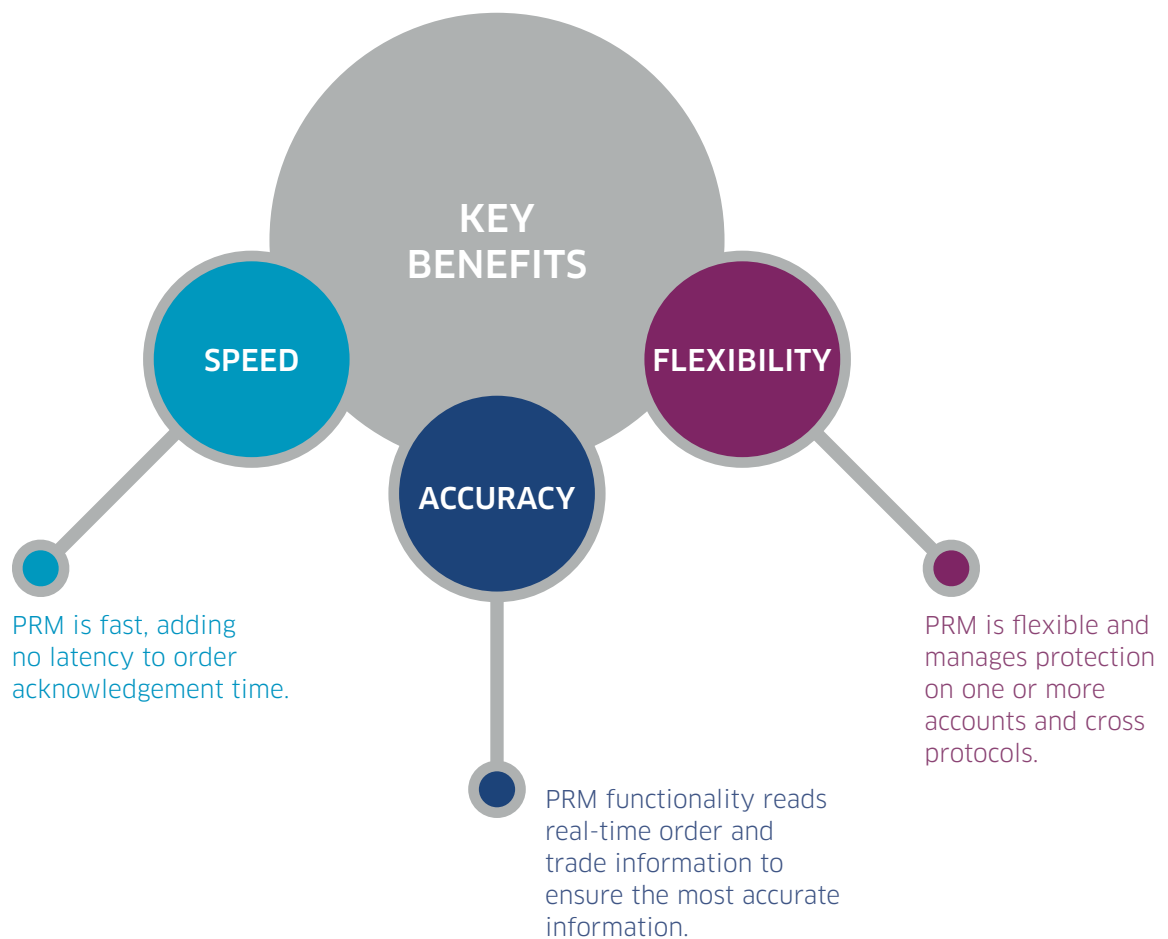 KEY
BENEFITS
SPEED
FLEXIBILITY
ACCURACY
PRM is fast, adding
no latency to order
acknowledgement time.
PRM is flexible and
manages protection
on one or more
accounts and cross
protocols.
PRM functionality reads
real-time order and
trade information to
ensure the most accurate
information.